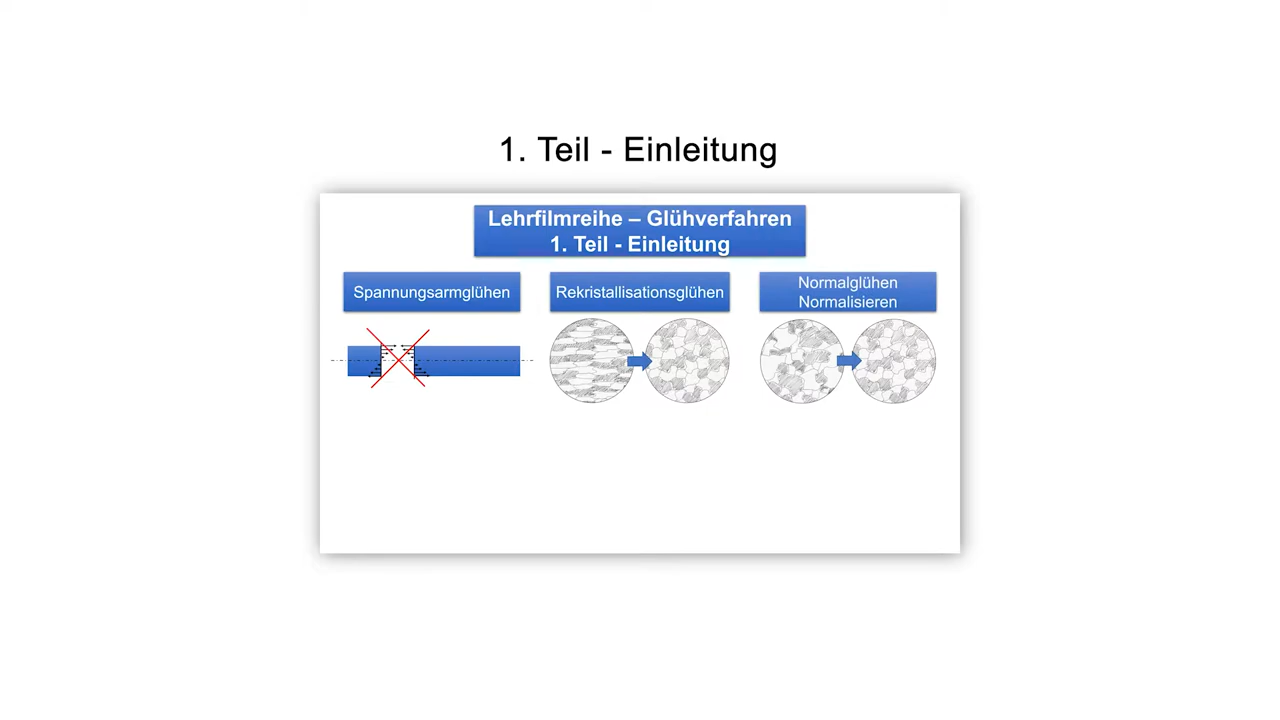 1. Teil - Einleitung
Lehrfilmreihe – Glühverfahren
1. Teil - Einleitung
Spannungsarmglühen
Rekristallisationsglühen
Normalglühen
Normalisieren